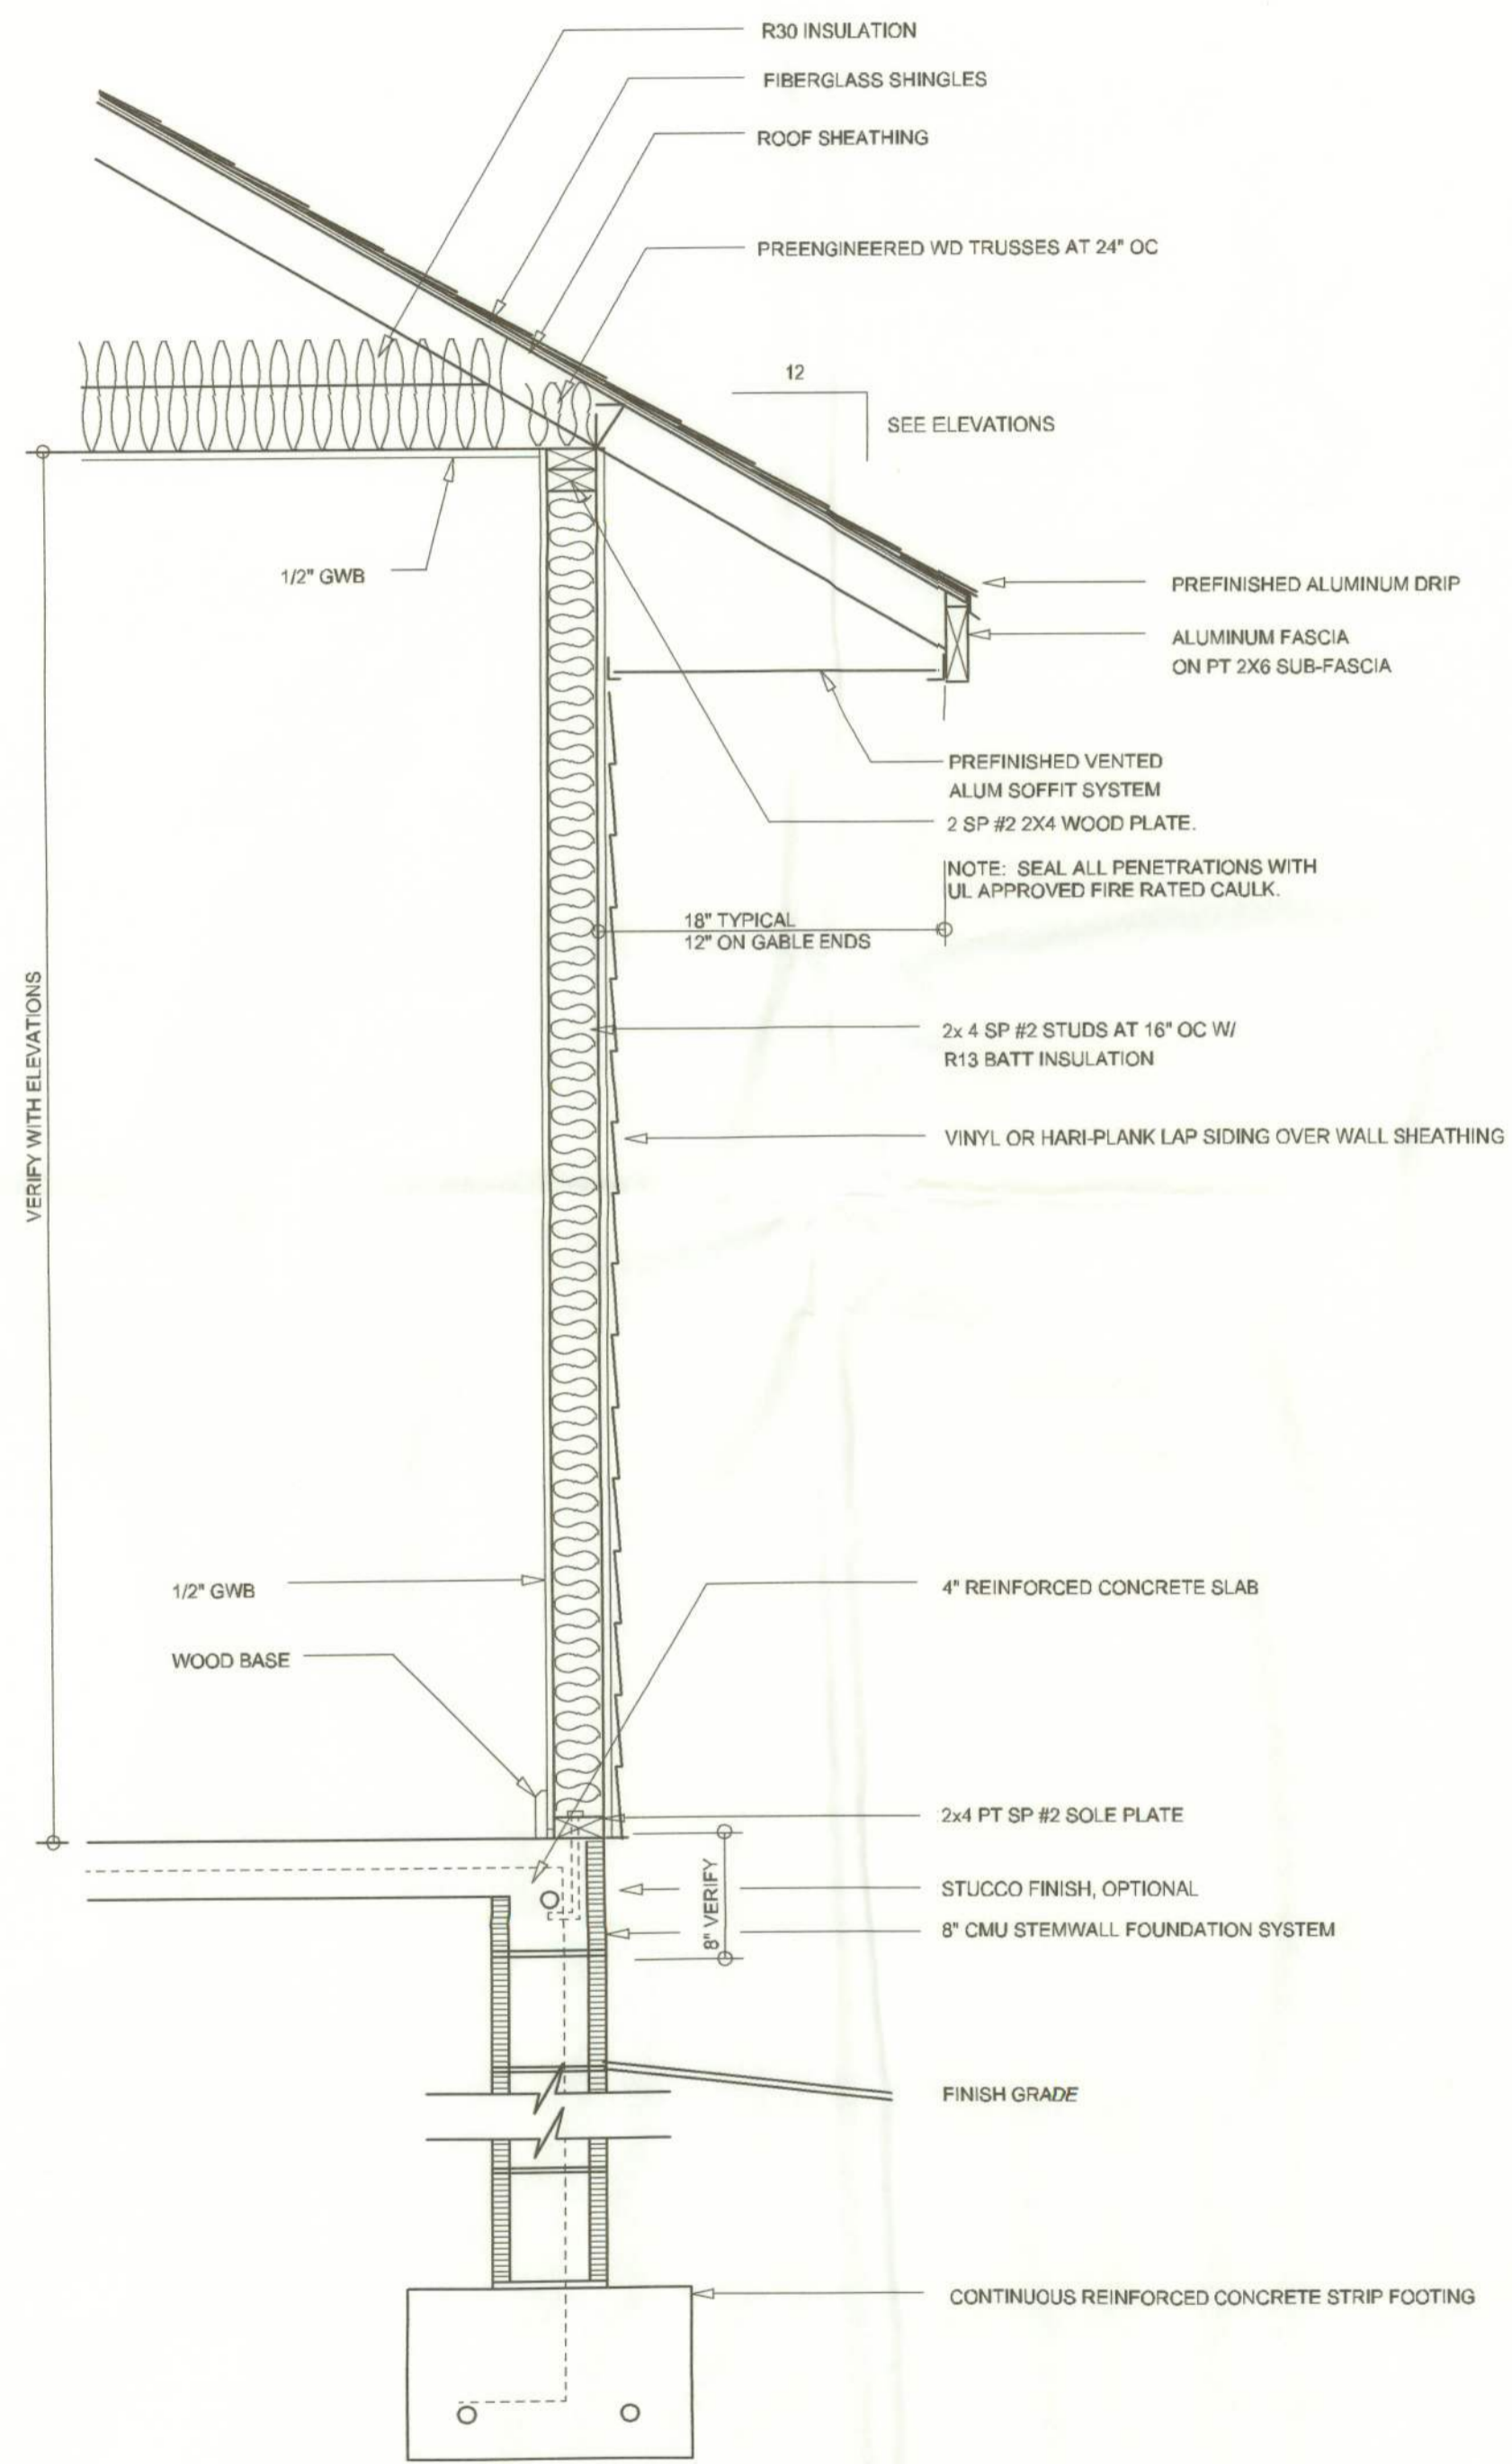 R30 INSULATION
FIBERGLASS SHINGLES
ROOF SHEATHING
PREENGINEERED WD TRUSSES AT 24" OC
12
SEE ELEVATIONS
1/2" GWB
PREFINISHED ALUMINUM DRIP
ALUMINUM FASCIA
ON PT 2X6 SUB-FASCIA
PREFINISHED VENTED
ALUM SOFFIT SYSTEM
2 SP #2 2X4 WOOD PLATE.
NOTE: SEAL ALL PENETRATIONS WITH
UL APPROVED FIRE RATED CAULK.
18" TYPICAL
12" ON GABLE ENDS
VERIFY WITH ELEVATIONS
2x 4 SP #2 STUDS AT 16" OC W/
R13 BATT INSULATION
VINYL OR HARI-PLANK LAP SIDING OVER WALL SHEATHING
1/2" GWB
4" REINFORCED CONCRETE SLAB
WOOD BASE
2x4 PT SP #2 SOLE PLATE
8" VERIFY
STUCCO FINISH, OPTIONAL
8" CMU STEMWALL FOUNDATION SYSTEM
FINISH GRADE
CONTINUOUS REINFORCED CONCRETE STRIP FOOTING